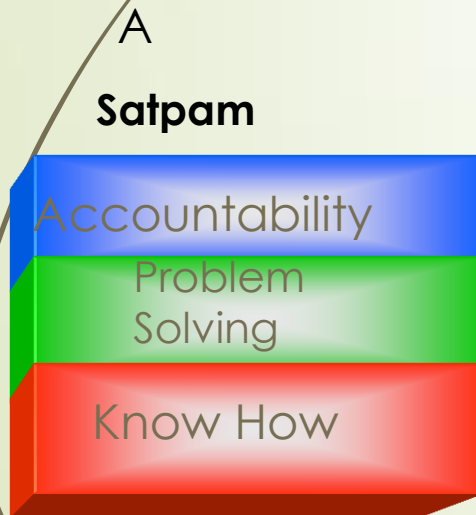 A
Satpam
Accountability
Problem
Solving
Know How